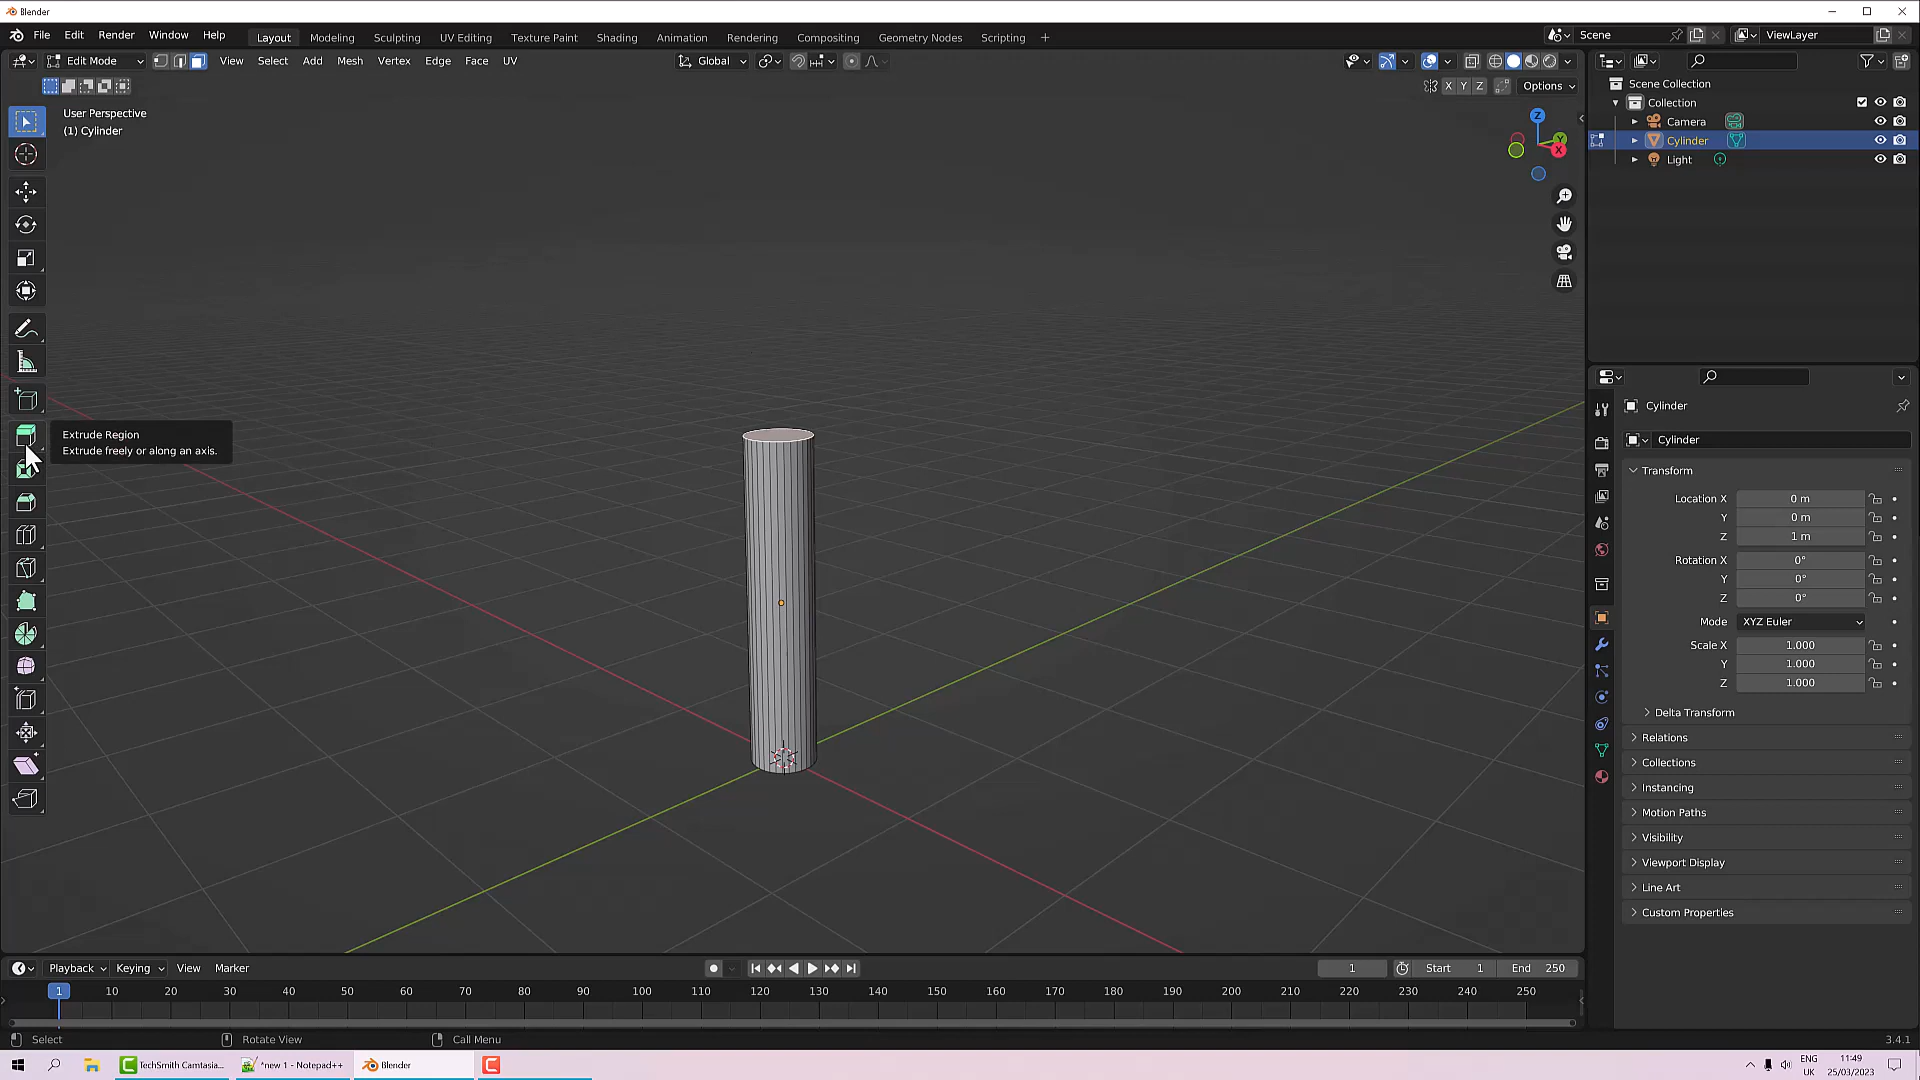 Blender
File Edit Render Window Help
Layout Modeling Sculpting UV Editing Texture Paint Shading Animation Rendering Compositing Geometry Nodes Scripting +
Scene
ViewLayer
Edit Mode View Select Add Mesh Vertex Edge Face UV
Global
X Y Z Options
User Perspective
(1) Cylinder
Z
Y
X
Scene Collection
Collection
Camera
Cylinder
Light
Extrude Region
Extrude freely or along an axis.
Cylinder
Cylinder
Transform
Location X 0 m
Y 0 m
Z 1 m
Rotation X 0°
Y 0°
Z 0°
Mode XYZ Euler
Scale X 1.000
Y 1.000
Z 1.000
Delta Transform
Relations
Collections
Instancing
Motion Paths
Visibility
Viewport Display
Line Art
Custom Properties
Playback Keying View Marker
1 Start 1 End 250
1 10 20 30 40 50 60 70 80 90 100 110 120 130 140 150 160 170 180 190 200 210 220 230 240 250
Select Rotate View Call Menu
3.4.1
TechSmith Camtasia... *new 1 - Notepad++ Blender
ENG
UK
11:49
25/03/2023